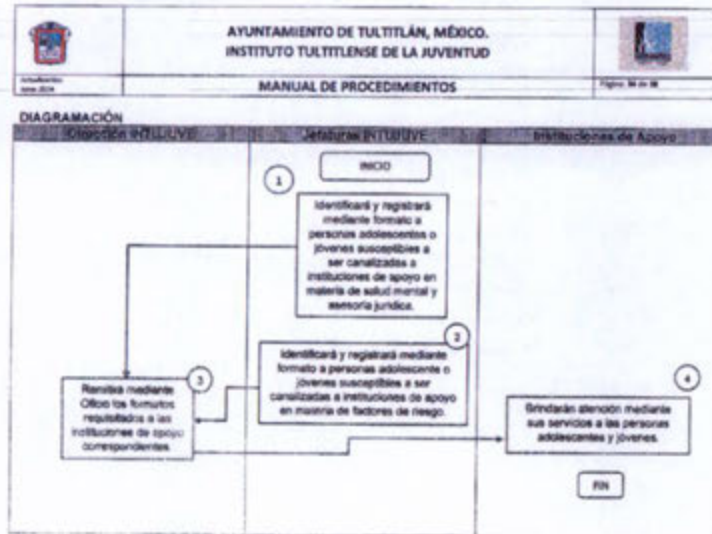 AYUNTAMIENTO DE TULTITLÁN, MÉXICO.
INSTITUTO TULTITLENSE DE LA JUVENTUD
MANUAL DE PROCEDIMIENTOS
Página
DIAGRAMACIÓN
Dirección INTUJUVE
Jefaturas INTUJUVE
Instituciones de Apoyo
INICIO
1
Identificará y registrará
mediante formato a
personas adolescentes o
jóvenes susceptibles a
ser canalizadas a
instituciones de apoyo en
materia de salud mental y
asesoría jurídica.
2
Identificará y registrará mediante
formato a personas adolescente o
jóvenes susceptibles a ser
canalizadas a instituciones de apoyo
en materia de factores de riesgo.
3
Remitirá mediante
Oficio los formatos
requisitados a las
instituciones de apoyo
correspondientes
4
Brindarán atención mediante
sus servicios a las personas
adolescentes y jóvenes.
FIN